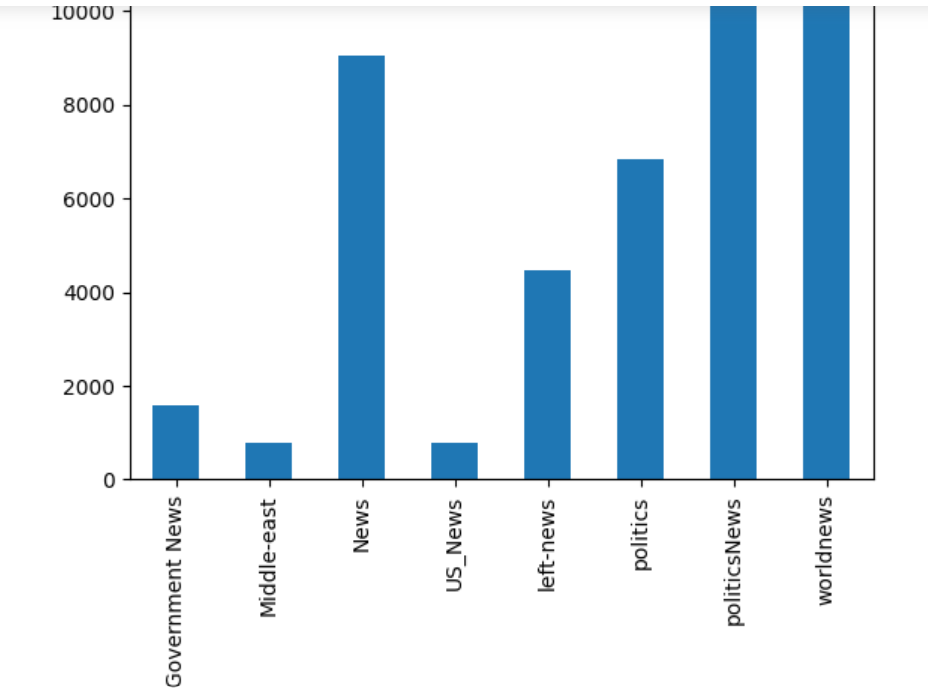 10000
8000
6000
4000
2000
0
Government News
Middle-east
News
US_News
left-news
politics
politicsNews
worldnews